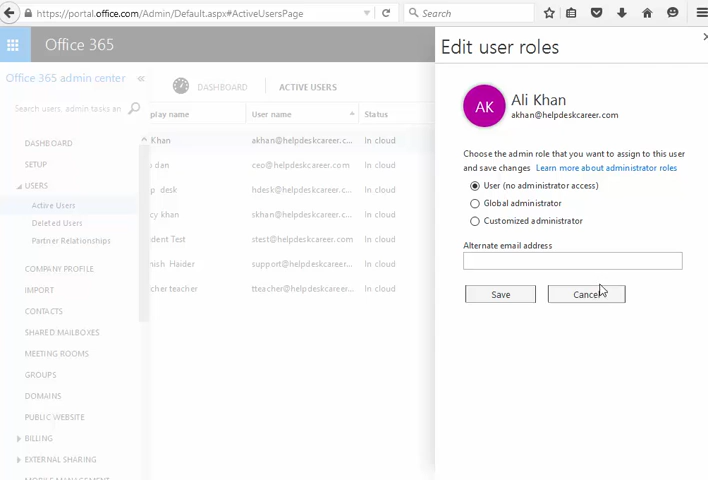 https://portal.office.com/Admin/Default.aspx#ActiveUsersPage
Search
Office 365
Office 365 admin center «
Search users, admin tasks an
DASHBOARD
SETUP
USERS
Active Users
Deleted Users
Partner Relationships
COMPANY PROFILE
IMPORT
CONTACTS
SHARED MAILBOXES
MEETING ROOMS
GROUPS
DOMAINS
PUBLIC WEBSITE
BILLING
EXTERNAL SHARING
MOBILE MANAGEMENT
DASHBOARD ACTIVE USERS
play name User name Status
Khan akhan@helpdeskcareer.c... In cloud
dan ceo@helpdeskcareer.com In cloud
p desk hdesk@helpdeskcareer.c... In cloud
cy khan skhan@helpdeskcareer.c... In cloud
dent Test stest@helpdeskcareer.com In cloud
nish Haider support@helpdeskcareer.... In cloud
cher teacher tteacher@helpdeskcareer... In cloud
Edit user roles
AK
Ali Khan
akhan@helpdeskcareer.com
Choose the admin role that you want to assign to this user
and save changes Learn more about administrator roles
User (no administrator access)
Global administrator
Customized administrator
Alternate email address
Save Cancel